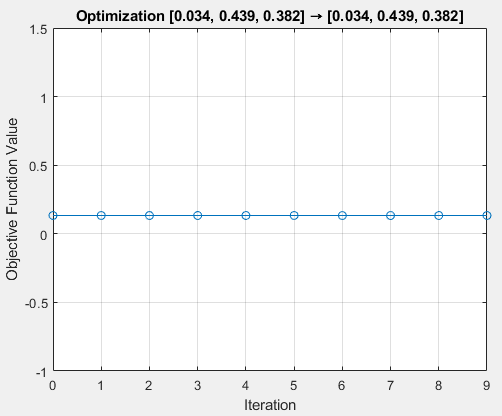 Optimization [0.034, 0.439, 0.382] → [0.034, 0.439, 0.382]
1.5
1
0.5
0
-0.5
-1
Objective Function Value
0 1 2 3 4 5 6 7 8 9
Iteration